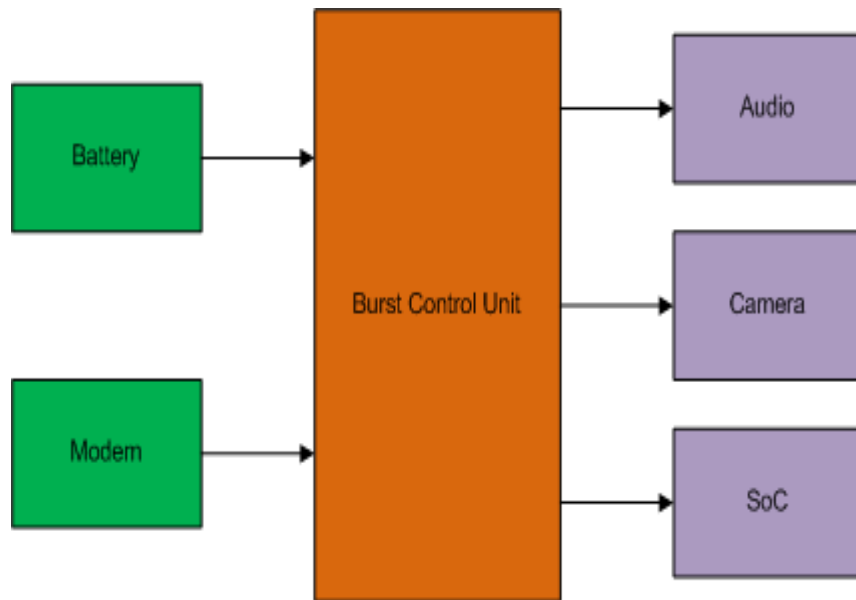 Battery
Modem
Burst Control Unit
Audio
Camera
SoC